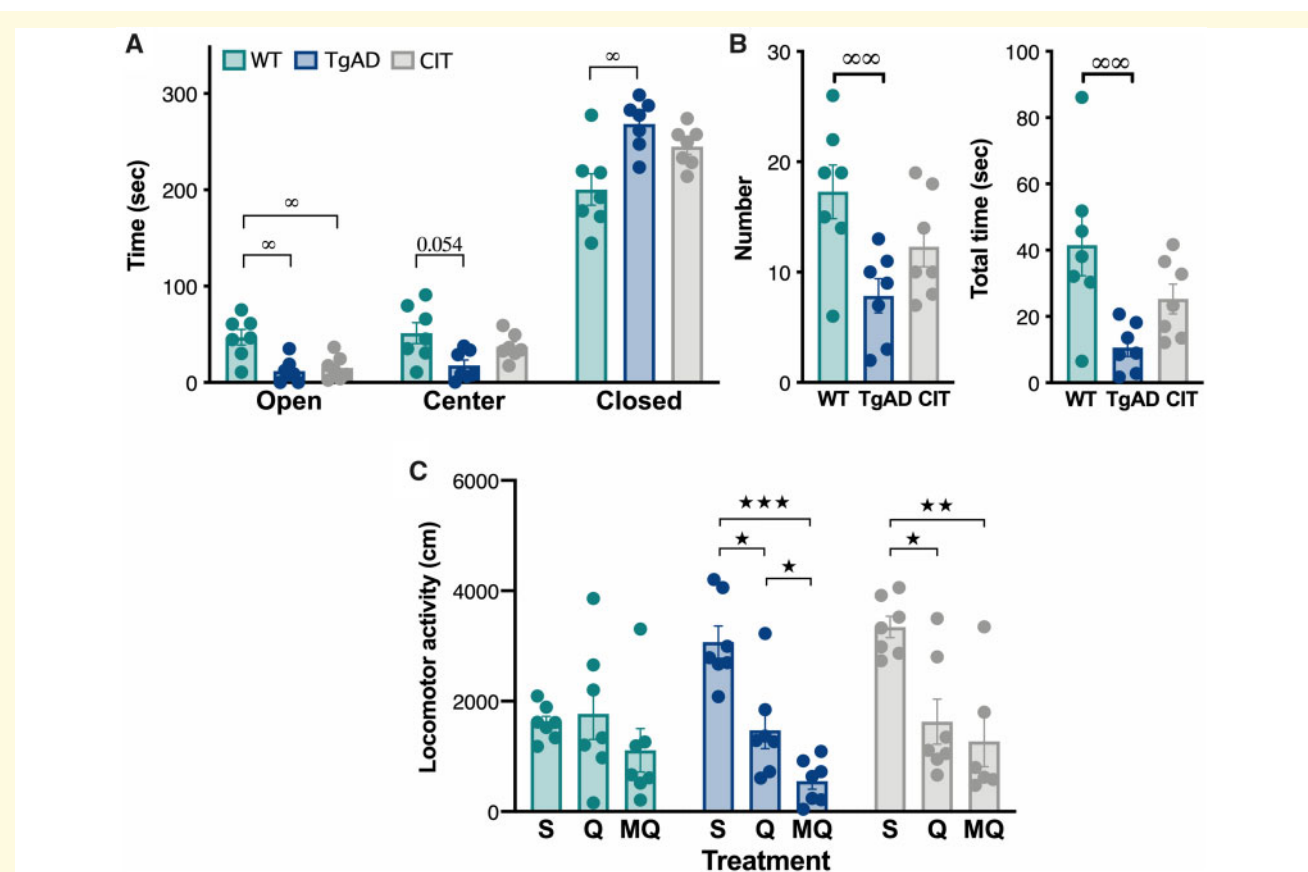 A
WT TgAD CIT
Time (sec)
300
200
100
0
∞
∞
0.054
∞
Open Center Closed
B
Number
30
20
10
0
∞∞
WT TgAD CIT
Total time (sec)
100
80
60
40
20
0
∞∞
WT TgAD CIT
C
Locomotor activity (cm)
6000
4000
2000
0
★★★
★
★
★★
★
S Q MQ S Q MQ S Q MQ
Treatment